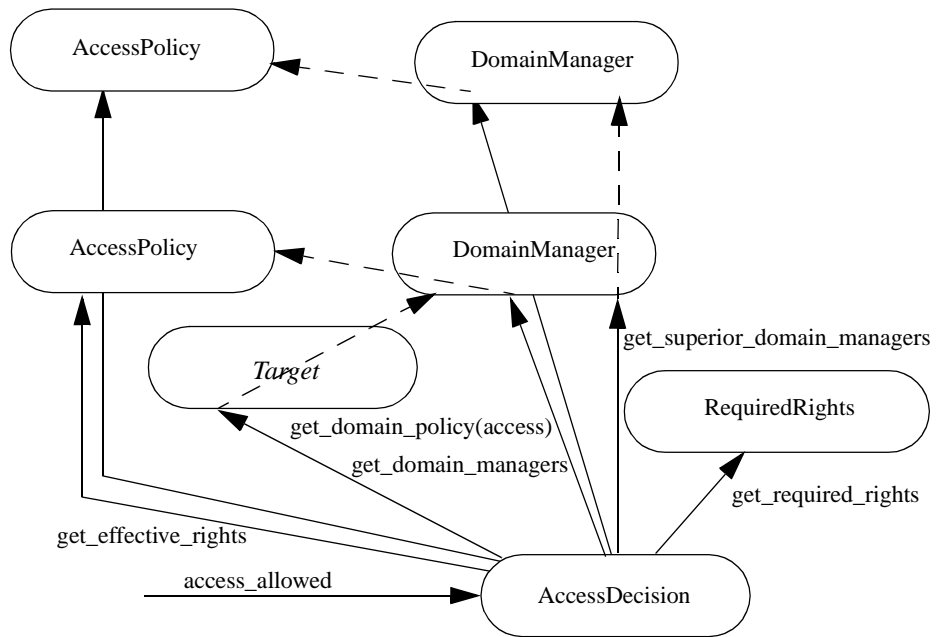 AccessPolicy
DomainManager
AccessPolicy
DomainManager
get_superior_domain_managers
Target
RequiredRights
get_domain_policy(access)
get_domain_managers
get_required_rights
get_effective_rights
access_allowed
AccessDecision